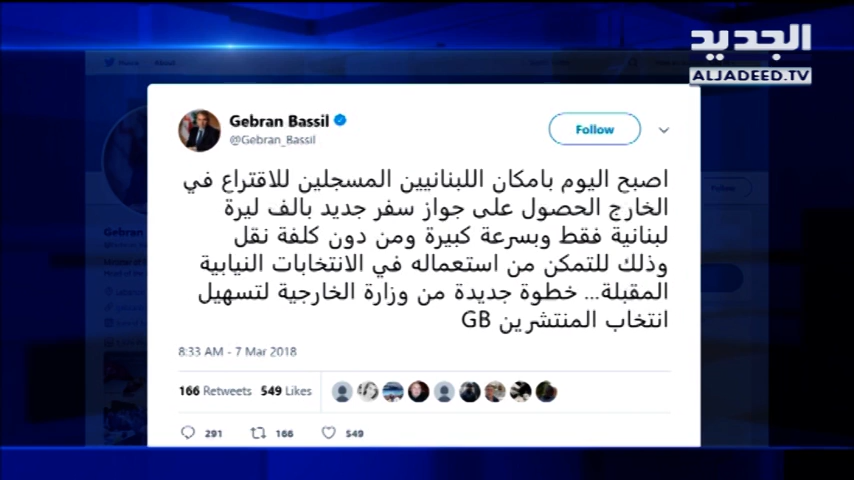 الجديد
ALJADEED.TV
Gebran Bassil
@Gebran_Bassil
Follow
اصبح اليوم بامكان اللبنانيين المسجلين للاقتراع في
الخارج الحصول على جواز سفر جديد بالف ليرة
لبنانية فقط وبسرعة كبيرة ومن دون كلفة نقل
وذلك للتمكن من استعماله في الانتخابات النيابية
المقبلة... خطوة جديدة من وزارة الخارجية لتسهيل
انتخاب المنتشرين GB
8:33 AM - 7 Mar 2018
166 Retweets 549 Likes
291 166 549